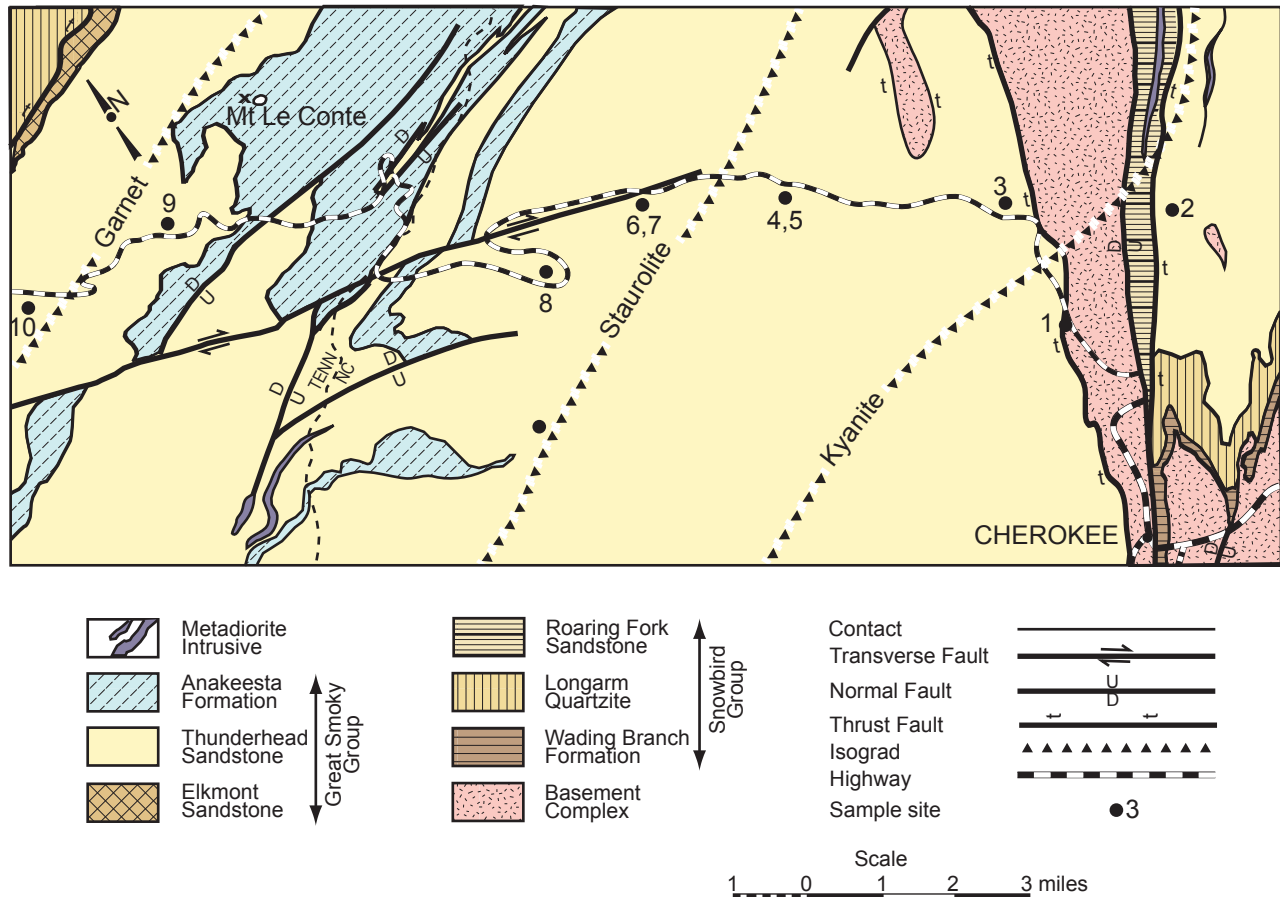 N
Mt Le Conte
Garnet
9
10
D
U
D
U
D
U
TENN
NC
D
U
8
6,7
4,5
3
Staurolite
Kyanite
t
t
t
t
t
1
t
t
t
D
U
t
t
t
2
CHEROKEE
D
U
Metadiorite
Intrusive
Anakeesta
Formation
Thunderhead
Sandstone
Elkmont
Sandstone
Great Smoky
Group
Roaring Fork
Sandstone
Longarm
Quartzite
Wading Branch
Formation
Basement
Complex
Snowbird
Group
Contact
Transverse Fault
Normal Fault
U
D
Thrust Fault
t t
Isograd
Highway
Sample site
3
Scale
1 0 1 2 3 miles